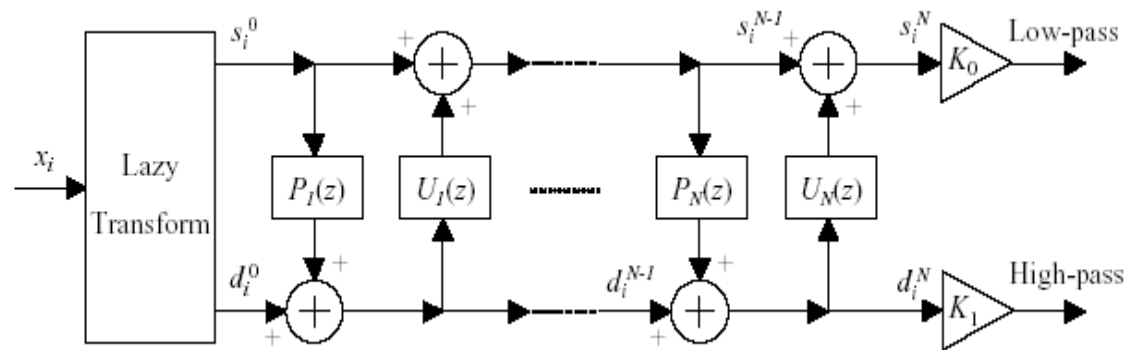 s_i^0
s_i^{N-1}
s_i^N
Low-pass
+
+
+
+
+
+
K_0
x_i
Lazy
Transform
P_1(z)
U_1(z)
P_N(z)
U_N(z)
d_i^0
+
+
+
d_i^{N-1}
+
+
+
d_i^N
K_1
High-pass